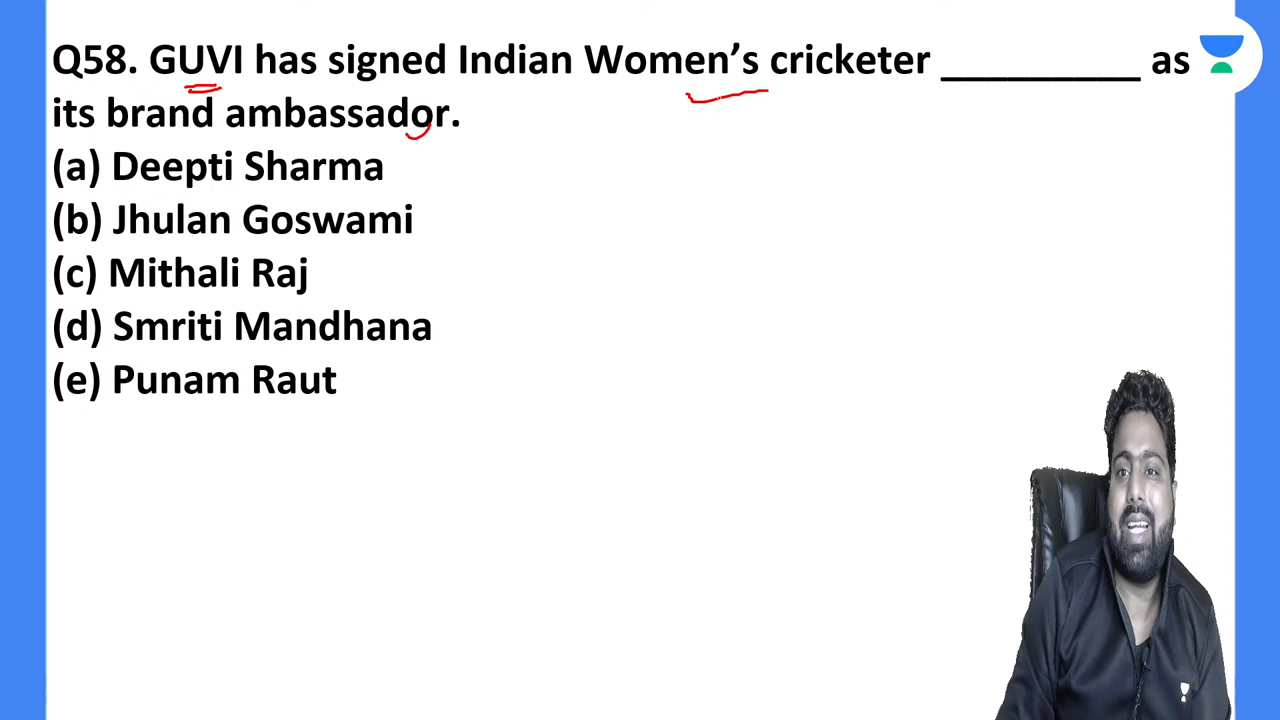 Q58. GUVI has signed Indian Women’s cricketer __________ as
its brand ambassador.
(a) Deepti Sharma
(b) Jhulan Goswami
(c) Mithali Raj
(d) Smriti Mandhana
(e) Punam Raut